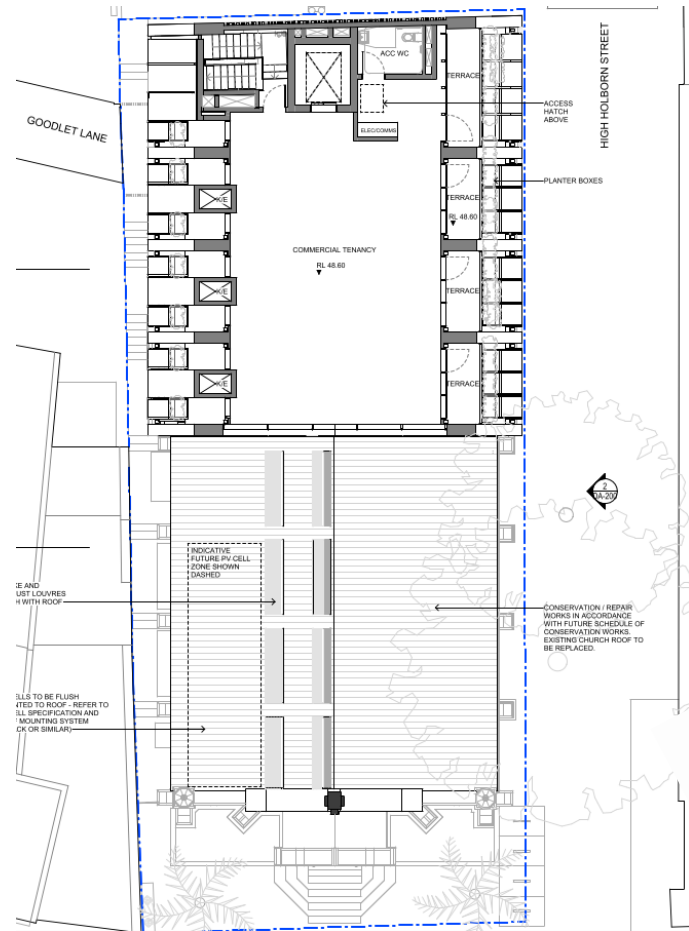 HIGH HOLBORN STREET
GOODLET LANE
ACC WC
TERRACE
ACCESS
HATCH
ABOVE
ELEC/COMMS
PLANTER BOXES
K/E
TERRACE
RL 48.60
COMMERCIAL TENANCY
RL 48.60
K/E
TERRACE
K/E
TERRACE
2
DA-200
INDICATIVE
FUTURE PV CELL
ZONE SHOWN
DASHED
KE AND
UST LOUVRES
H WITH ROOF
CONSERVATION / REPAIR
WORKS IN ACCORDANCE
WITH FUTURE SCHEDULE OF
CONSERVATION WORKS.
EXISTING CHURCH ROOF TO
BE REPLACED.
ELLS TO BE FLUSH
NTED TO ROOF - REFER TO
ELL SPECIFICATION AND
MOUNTING SYSTEM
CK OR SIMILAR)